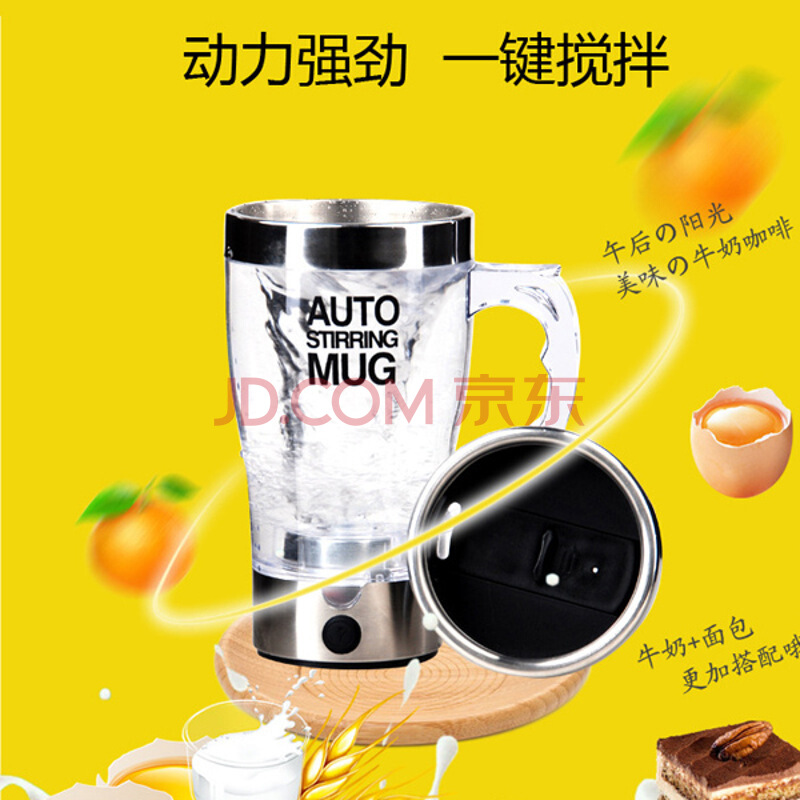 动力强劲 一键搅拌
午后の阳光
美味の牛奶咖啡
AUTO
STIRRING
MUG
JD.COM 京东
牛奶+面包
更加搭配哦